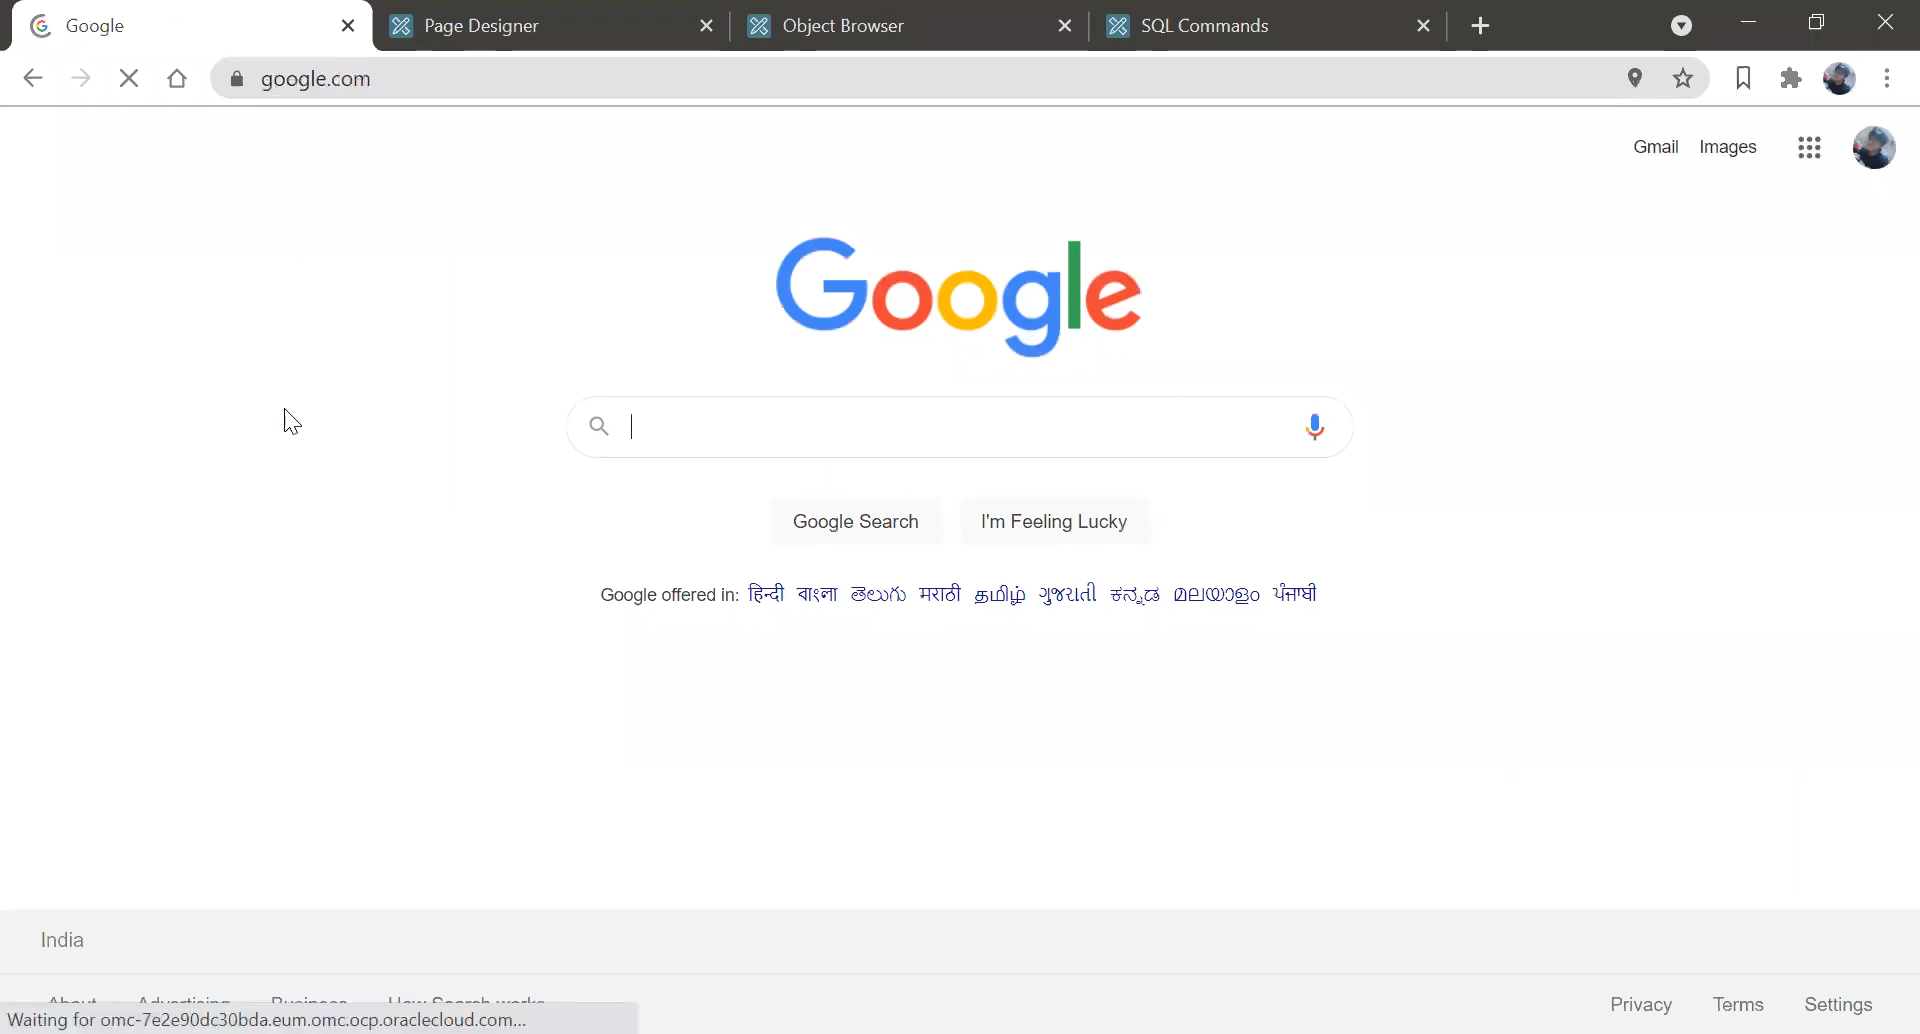 Google Page Designer Object Browser SQL Commands
google.com
Gmail Images
Google
Google Search I'm Feeling Lucky
Google offered in: हिन्दी বাংলা తెలుగు मराठी தமிழ் ગુજરાતી ಕನ್ನಡ മലയാളം ਪੰਜਾਬੀ
India
About Advertising Business How Search works Privacy Terms Settings
Waiting for omc-7e2e90dc30bda.eum.omc.ocp.oraclecloud.com...